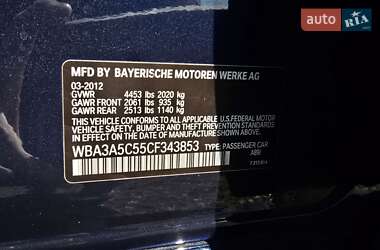 auto RIA
MFD BY BAYERISCHE MOTOREN WERKE AG
03-2012
GVWR 4453 lbs 2020 kg
GAWR FRONT 2061 lbs 935 kg
GAWR REAR 2513 lbs 1140 kg
THIS VEHICLE CONFORMS TO ALL APPLICABLE U.S. FEDERAL MOTOR
VEHICLE SAFETY, BUMPER, AND THEFT PREVENTION STANDARDS
IN EFFECT ON THE DATE OF MANUFACTURE SHOWN ABOVE.
WBA3A5C55CF343853 TYPE: PASSENGER CAR